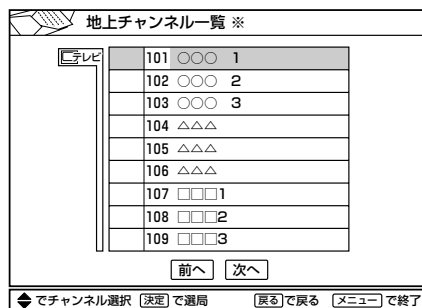 地上チャンネル一覧 ※
テレビ
101 ○○○ 1
102 ○○○ 2
103 ○○○ 3
104 △△△
105 △△△
106 △△△
107 □□□1
108 □□□2
109 □□□3
前へ 次へ
◆でチャンネル選択 決定で選局 戻るで戻る メニューで終了